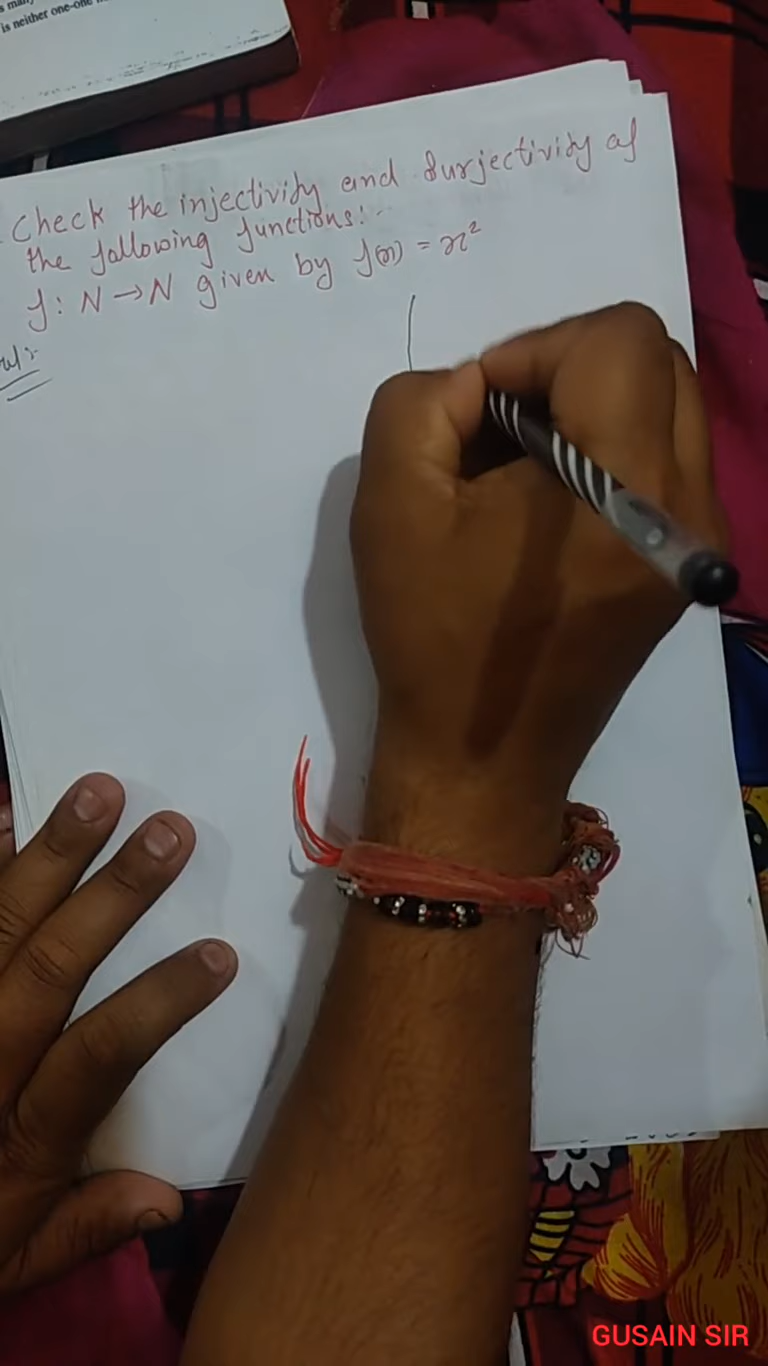 is neither one-one
Check the injectivity and surjectivity of
the following functions:-
f: N→N given by f(x) = x²
GUSAIN SIR